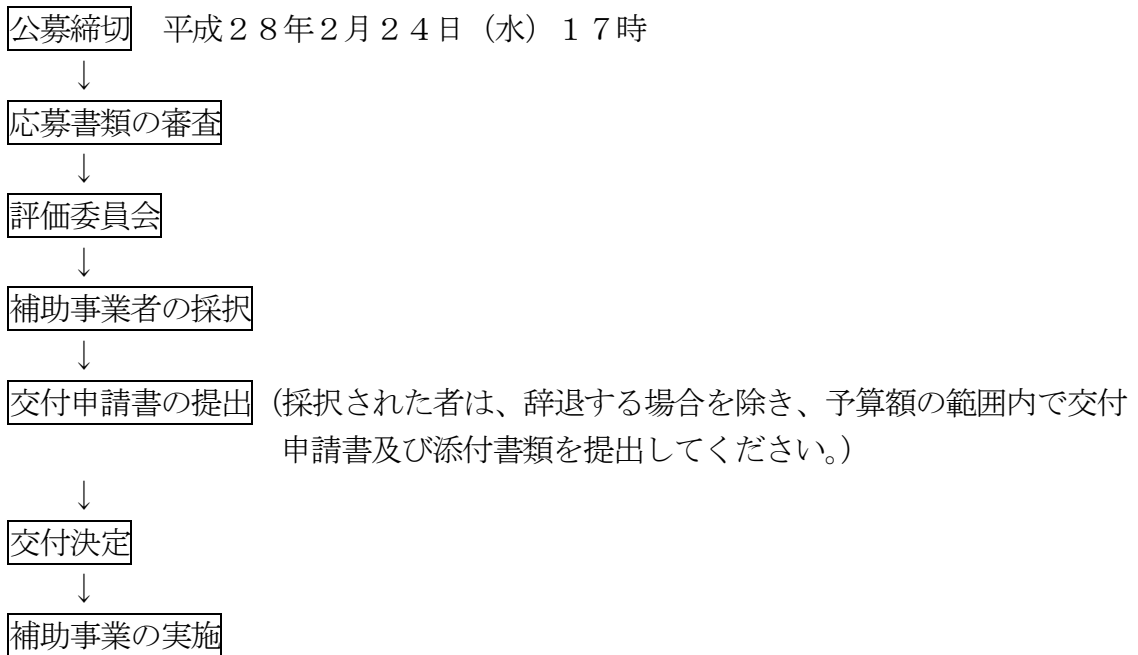 公募締切　平成２８年２月２４日（水）１７時
↓
応募書類の審査
↓
評価委員会
↓
補助事業者の採択
↓
交付申請書の提出（採択された者は、辞退する場合を除き、予算額の範囲内で交付
申請書及び添付書類を提出してください。）
↓
交付決定
↓
補助事業の実施